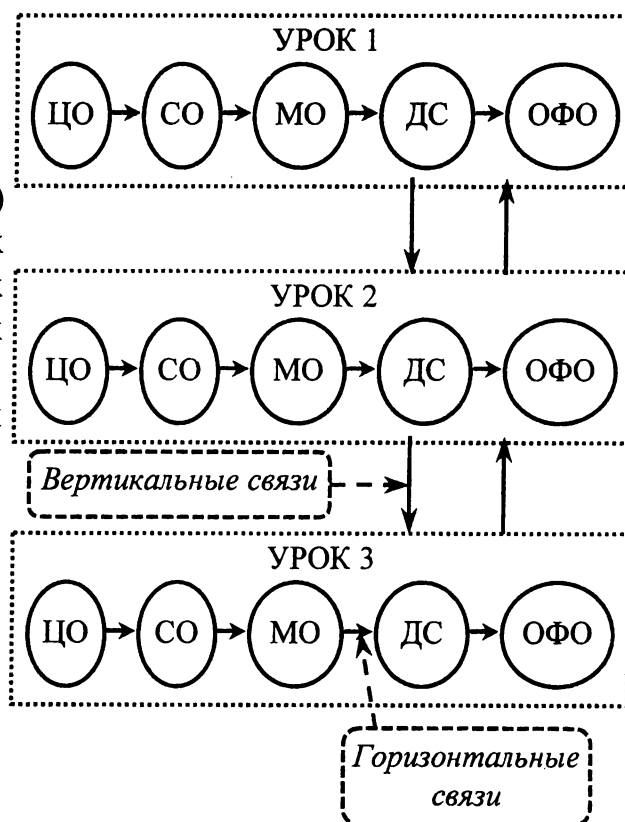 УРОК 1
ЦО СО МО ДС ОФО
УРОК 2
ЦО СО МО ДС ОФО
Вертикальные связи
УРОК 3
ЦО СО МО ДС ОФО
Горизонтальные
связи